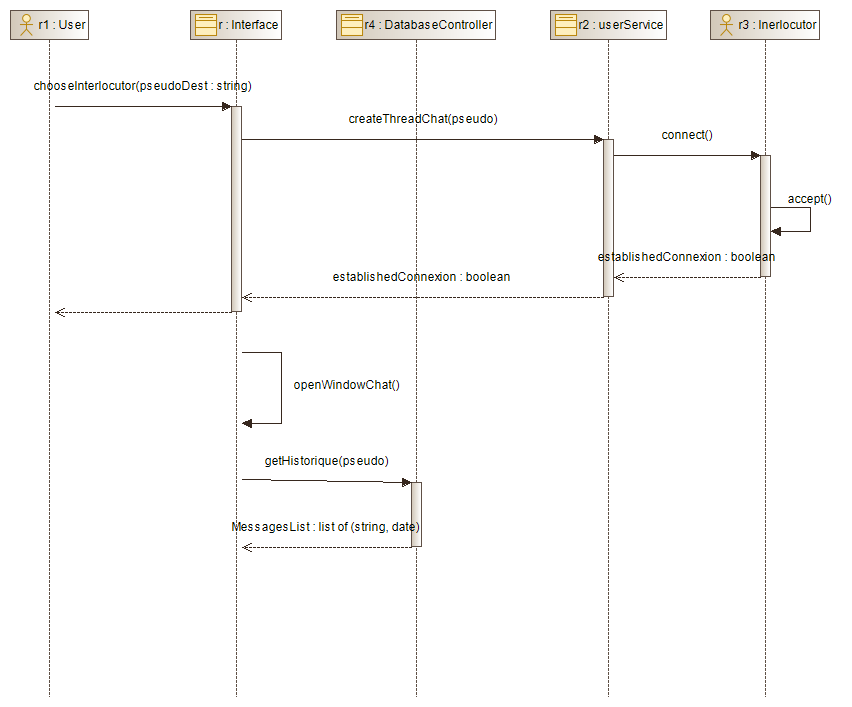 r1 : User
r : Interface
r4 : DatabaseController
r2 : userService
r3 : Inerlocutor
chooseInterlocutor(pseudoDest : string)
createThreadChat(pseudo)
connect()
accept()
establishedConnexion : boolean
establishedConnexion : boolean
openWindowChat()
getHistorique(pseudo)
MessagesList : list of (string, date)